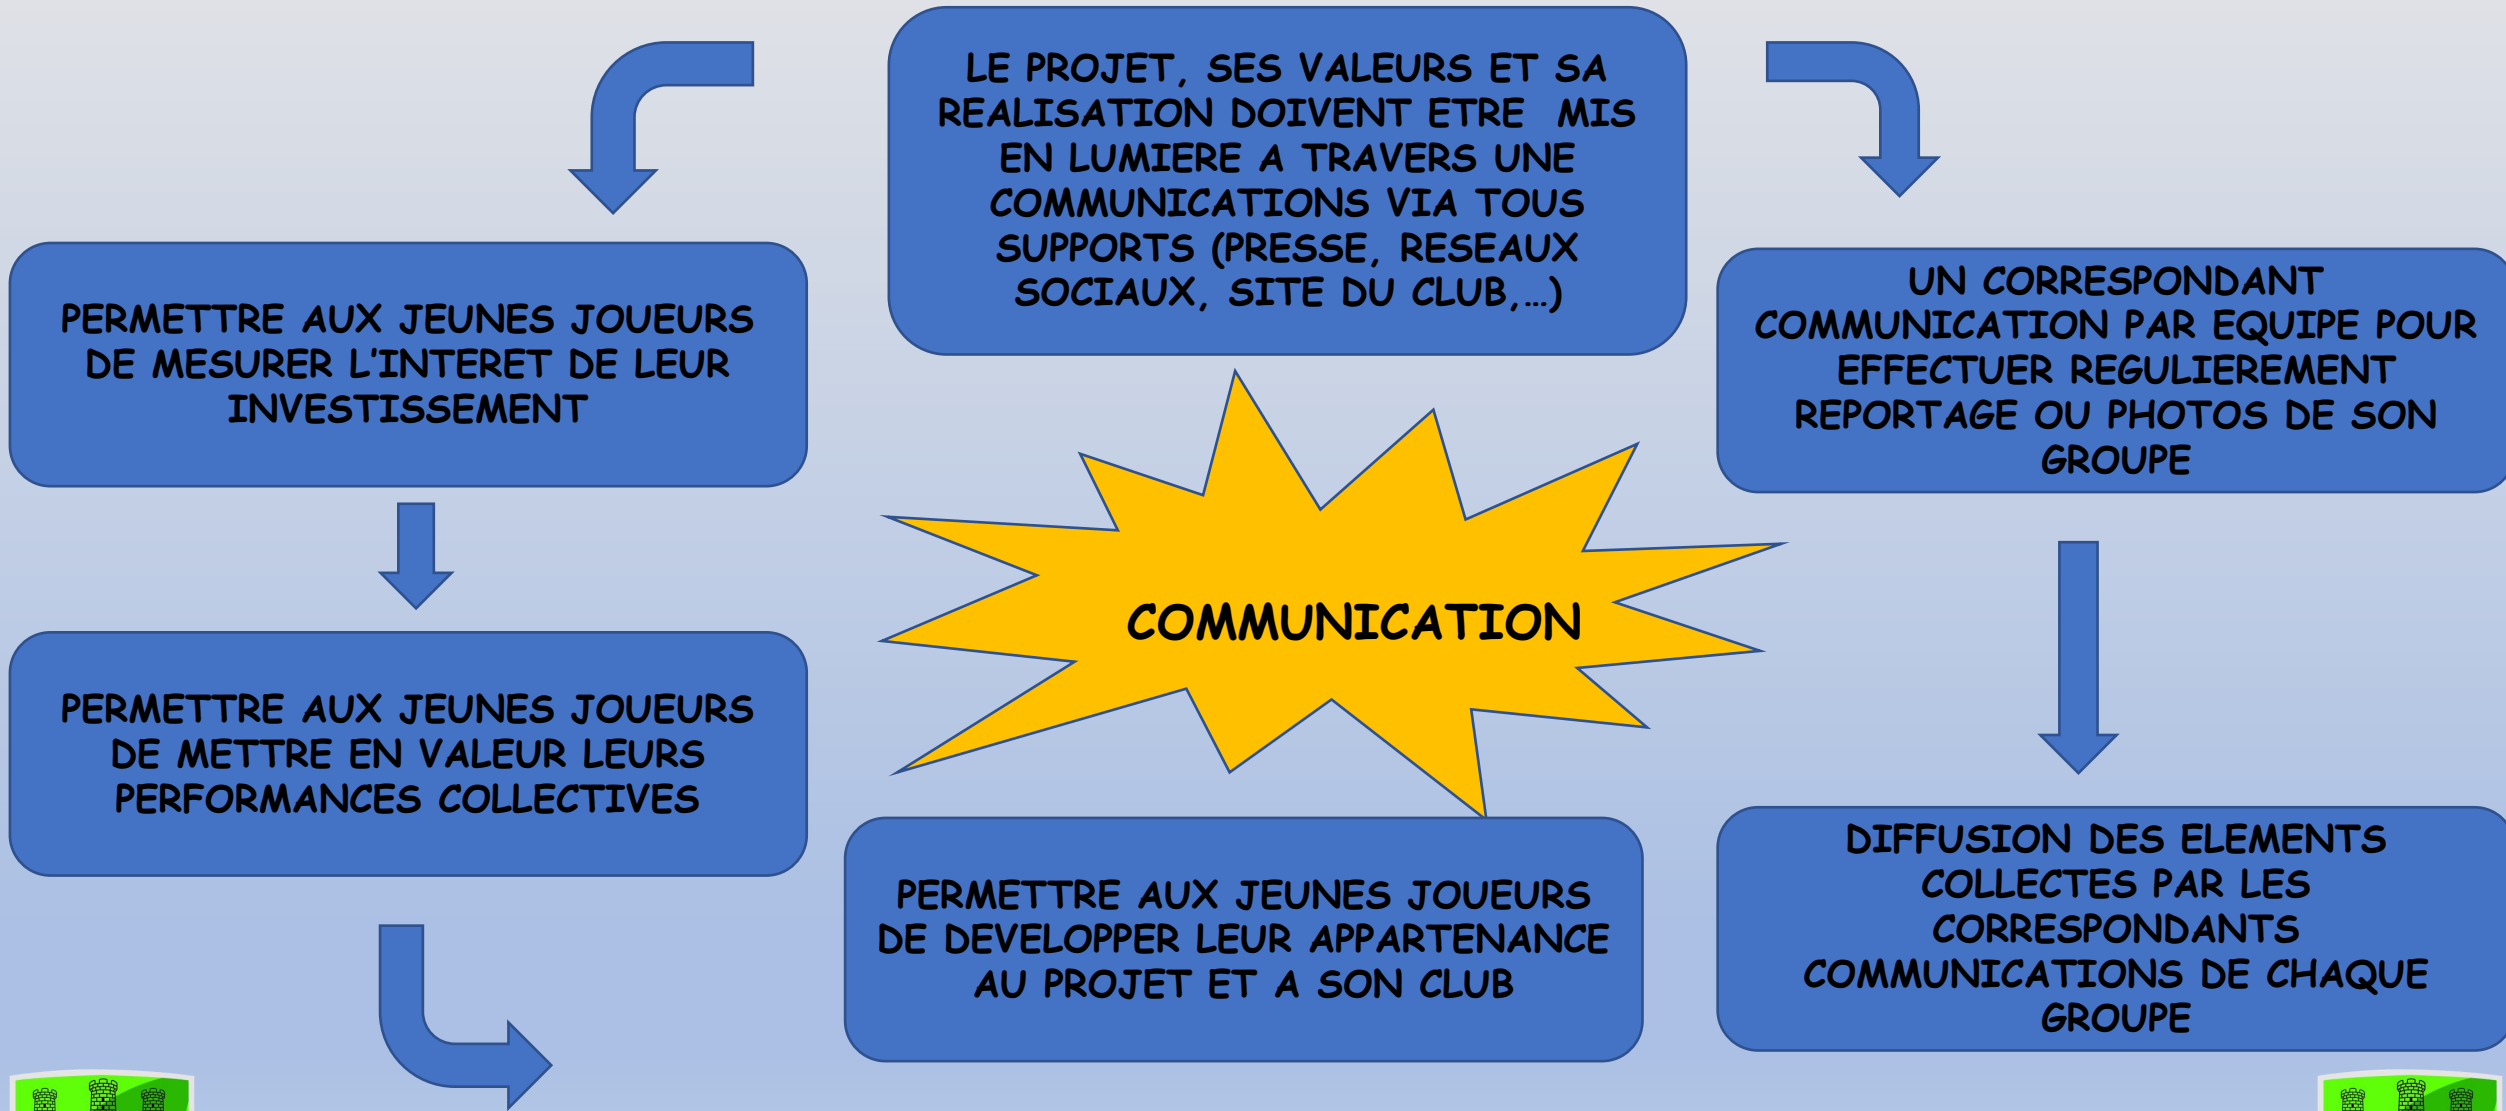 LE PROJET, SES VALEURS ET SA
REALISATION DOIVENT ETRE MIS
EN LUMIERE A TRAVERS UNE
COMMUNICATIONS VIA TOUS
SUPPORTS (PRESSE, RESEAUX
SOCIAUX, SITE DU CLUB,...)
PERMETTRE AUX JEUNES JOUEURS
DE MESURER L'INTERET DE LEUR
INVESTISSEMENT
PERMETTRE AUX JEUNES JOUEURS
DE METTRE EN VALEUR LEURS
PERFORMANCES COLLECTIVES
PERMETTRE AUX JEUNES JOUEURS
DE DEVELOPPER LEUR APPARTENANCE
AU PROJET ET A SON CLUB
COMMUNICATION
UN CORRESPONDANT
COMMUNICATION PAR EQUIPE POUR
EFFECTUER REGULIEREMENT
REPORTAGE OU PHOTOS DE SON
GROUPE
DIFFUSION DES ELEMENTS
COLLECTES PAR LES
CORRESPONDANTS
COMMUNICATIONS DE CHAQUE
GROUPE